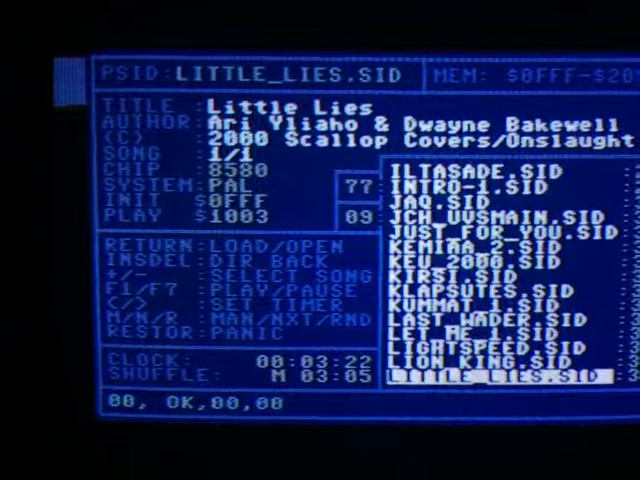 PSID:LITTLE_LIES.SID MEM: $0FFF-$20
TITLE :Little Lies
AUTHOR:Ari Yliaho & Dwayne Bakewell
(C) :2000 Scallop Covers/Onslaught
SONG :1/1
CHIP :8580
SYSTEM:PAL
INIT $0FFF
PLAY $1003
77
09
RETURN:LOAD/OPEN
INSDEL:DIR BACK
+/- :SELECT SONG
F1/F7 :PLAY/PAUSE
</> :SET TIMER
M/N/R :MAN/NXT/RND
RESTOR:PANIC
CLOCK: 00:03:22
SHUFFLE: M 03:05
ILTASADE.SID
INTRO-1.SID
JAQ.SID
JCH_UVSMAIN.SID
JUST_FOR_YOU.SID
KEMIAA_2.SID
KEU_2000.SID
KIRSI.SID
KLAPSUTES.SID
KUMMAT_1.SID
LAST_WADER.SID
LET_ME_1.SID
LIGHTSPEED.SID
LION_KING.SID
LITTLE_LIES.SID
00, OK,00,00